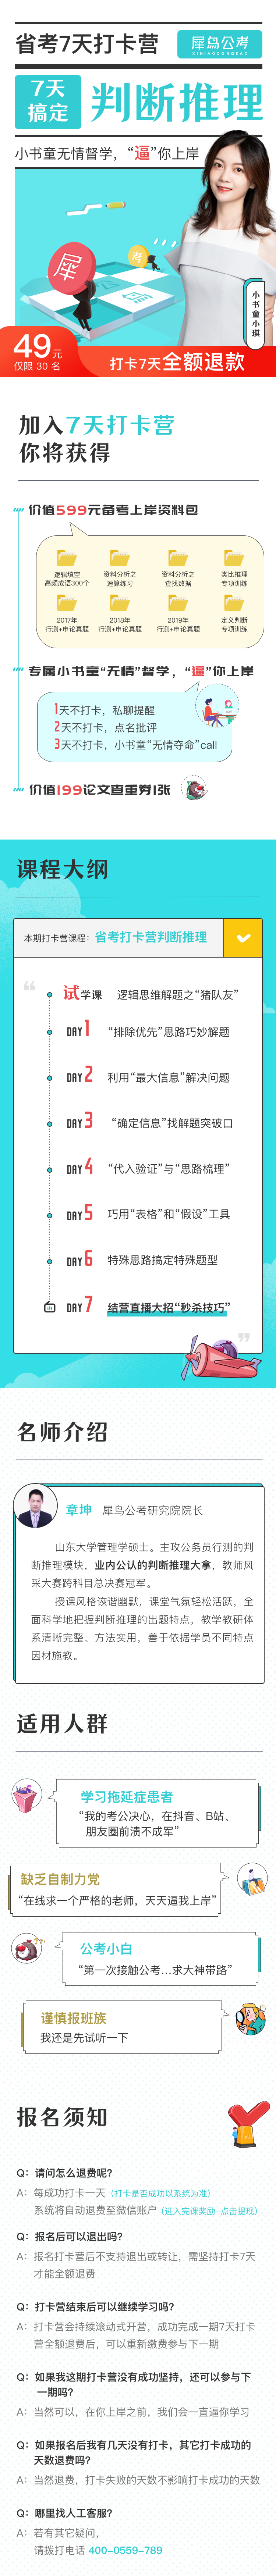 省考7天打卡营
犀鸟公考
XINIAOGONGKAO
7天
搞定
判断推理
小书童无情督学，“逼”你上岸
犀
考
小书童小琪
49元
仅限 30 名
打卡7天全额退款
加入7天打卡营
你将获得
价值599元备考上岸资料包
逻辑填空
高频成语300个
资料分析之
速算练习
资料分析之
查找数据
类比推理
专项训练
2017年
行测+申论真题
2018年
行测+申论真题
2019年
行测+申论真题
定义判断
专项训练
专属小书童“无情”督学，“逼”你上岸
1天不打卡，私聊提醒
2天不打卡，点名批评
3天不打卡，小书童“无情夺命”call
价值199论文查重券1张
课程大纲
本期打卡营课程：省考打卡营判断推理
试学课 逻辑思维解题之“猪队友”
DAY 1 “排除优先”思路巧妙解题
DAY 2 利用“最大信息”解决问题
DAY 3 “确定信息”找解题突破口
DAY 4 “代入验证”与“思路梳理”
DAY 5 巧用“表格”和“假设”工具
DAY 6 特殊思路搞定特殊题型
DAY 7 结营直播大招“秒杀技巧”
名师介绍
章坤 犀鸟公考研究院院长
山东大学管理学硕士。主攻公务员行测的判
断推理模块，业内公认的判断推理大拿，教师风
采大赛跨科目总决赛冠军。
授课风格诙谐幽默，课堂气氛轻松活跃，全
面科学地把握判断推理的出题特点，教学教研体
系清晰完整、方法实用，善于依据学员不同特点
因材施教。
适用人群
学习拖延症患者
“我的考公决心，在抖音、B站、
朋友圈前溃不成军”
缺乏自制力党
“在线求一个严格的老师，天天逼我上岸”
公考小白
“第一次接触公考...求大神带路”
谨慎报班族
我还是先试听一下
报名须知
Q：请问怎么退费呢？
A：每成功打卡一天（打卡是否成功以系统为准）
系统将自动退费至微信账户（进入完课奖励-点击提现）
Q：报名后可以退出吗？
A：报名打卡营后不支持退出或转让，需坚持打卡7天
才能全额退费
Q：打卡营结束后可以继续学习吗？
A：打卡营会持续滚动式开营，成功完成一期7天打卡
营全额退费后，可以重新缴费参与下一期
Q：如果我这期打卡营没有成功坚持，还可以参与下
一期吗？
A：当然可以，在你上岸之前，我们会一直逼你学习
Q：如果报名后我有几天没有打卡，其它打卡成功的
天数退费吗？
A：当然退费，打卡失败的天数不影响打卡成功的天数
Q：哪里找人工客服？
A：若有其它疑问，
请拨打电话 400-0559-789